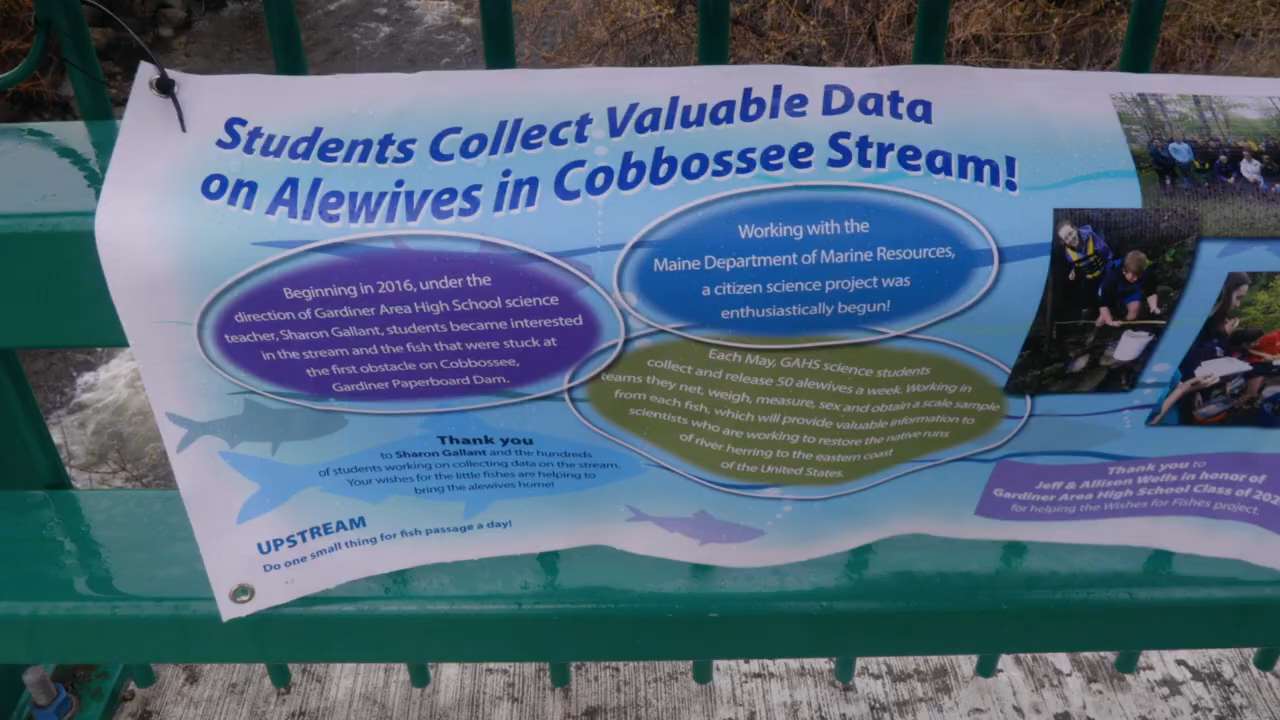 Students Collect Valuable Data
on Alewives in Cobbossee Stream!
Beginning in 2016, under the
direction of Gardiner Area High School science
teacher, Sharon Gallant, students became interested
in the stream and the fish that were stuck at
the first obstacle on Cobbossee,
Gardiner Paperboard Dam.
Working with the
Maine Department of Marine Resources,
a citizen science project was
enthusiastically begun!
Each May, GAHS science students
collect and release 50 alewives a week. Working in
teams they net, weigh, measure, sex and obtain a scale sample
from each fish, which will provide valuable information to
scientists who are working to restore the native runs
of river herring to the eastern coast
of the United States.
Thank you
to Sharon Gallant and the hundreds
of students working on collecting data on the stream.
Your wishes for the little fishes are helping to
bring the alewives home!
UPSTREAM
Do one small thing for fish passage a day!
Thank you to
Jeff & Allison Wells in honor of
Gardiner Area High School Class of 202
for helping the Wishes for Fishes project.